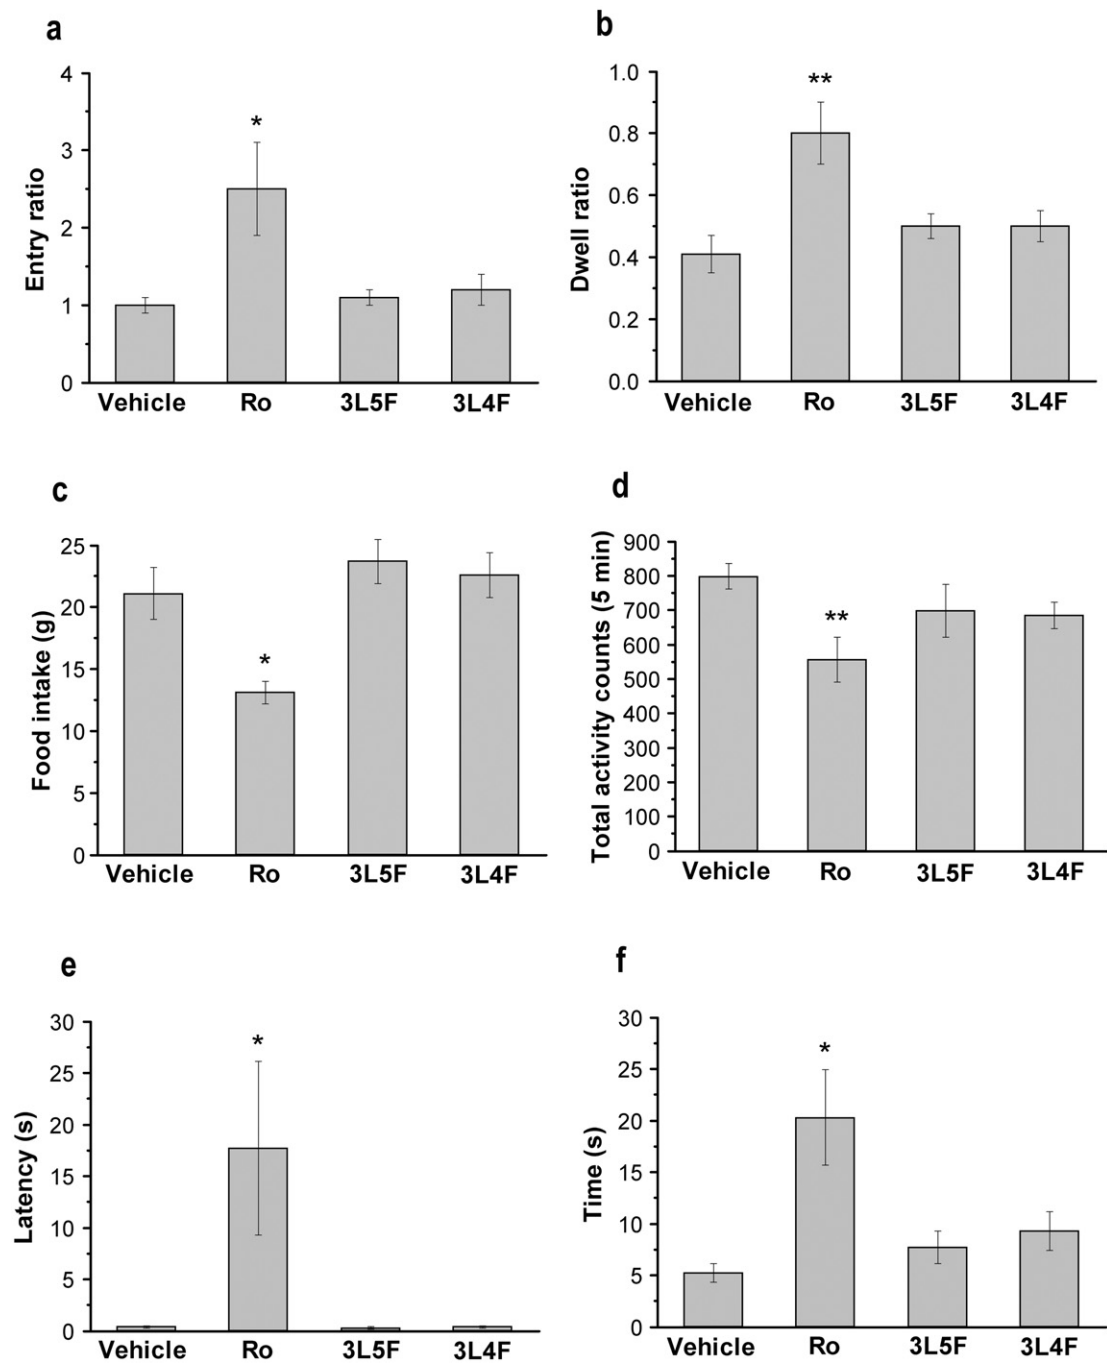 a
Entry ratio
4
3
2
1
0
*
Vehicle Ro 3L5F 3L4F
b
Dwell ratio
1.0
0.8
0.6
0.4
0.2
0.0
**
Vehicle Ro 3L5F 3L4F
c
Food intake (g)
25
20
15
10
5
0
*
Vehicle Ro 3L5F 3L4F
d
Total activity counts (5 min)
900
800
700
600
500
400
300
200
100
0
**
Vehicle Ro 3L5F 3L4F
e
Latency (s)
30
25
20
15
10
5
0
*
Vehicle Ro 3L5F 3L4F
f
Time (s)
30
25
20
15
10
5
0
*
Vehicle Ro 3L5F 3L4F